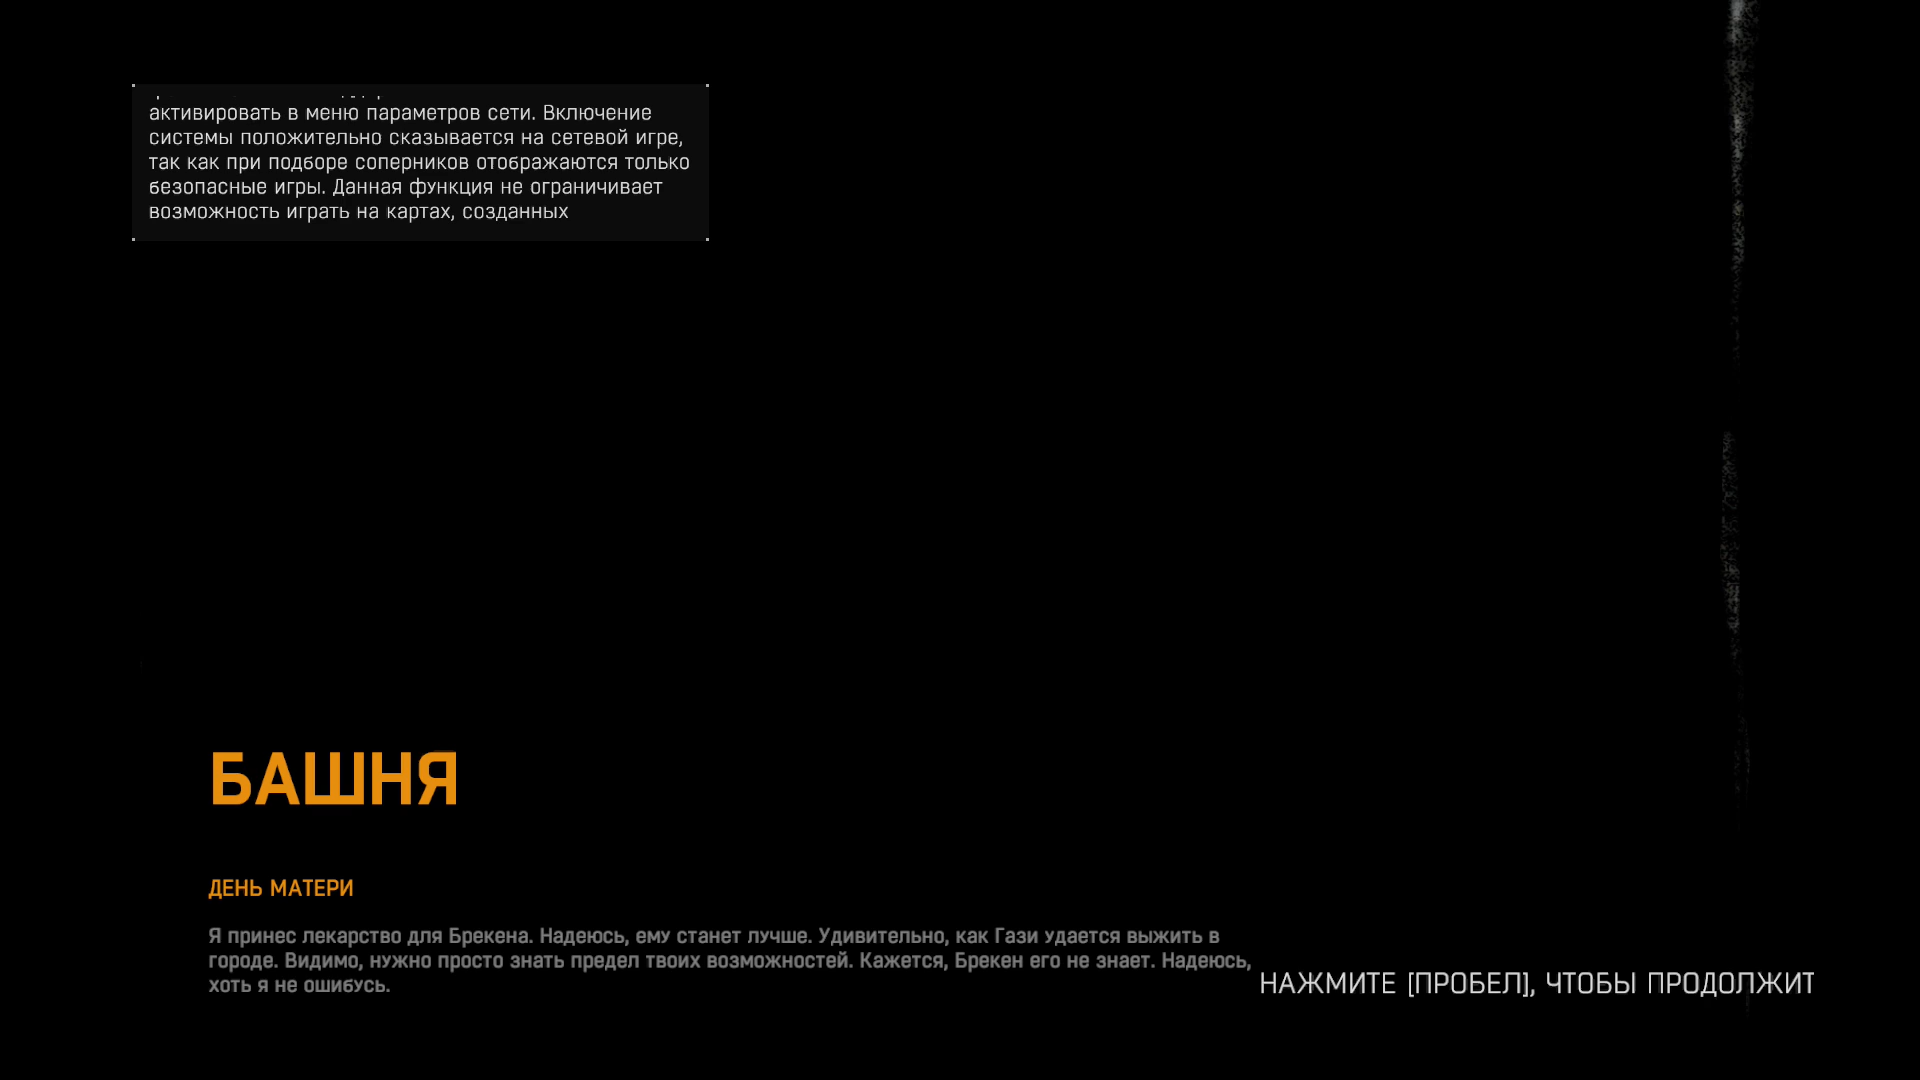 активировать в меню параметров сети. Включение
системы положительно сказывается на сетевой игре,
так как при подборе соперников отображаются только
безопасные игры. Данная функция не ограничивает
возможность играть на картах, созданных
БАШНЯ
ДЕНЬ МАТЕРИ
Я принес лекарство для Брекена. Надеюсь, ему станет лучше. Удивительно, как Гази удается выжить в
городе. Видимо, нужно просто знать предел твоих возможностей. Кажется, Брекен его не знает. Надеюсь,
хоть я не ошибусь.
НАЖМИТЕ [ПРОБЕЛ], ЧТОБЫ ПРОДОЛЖИТ